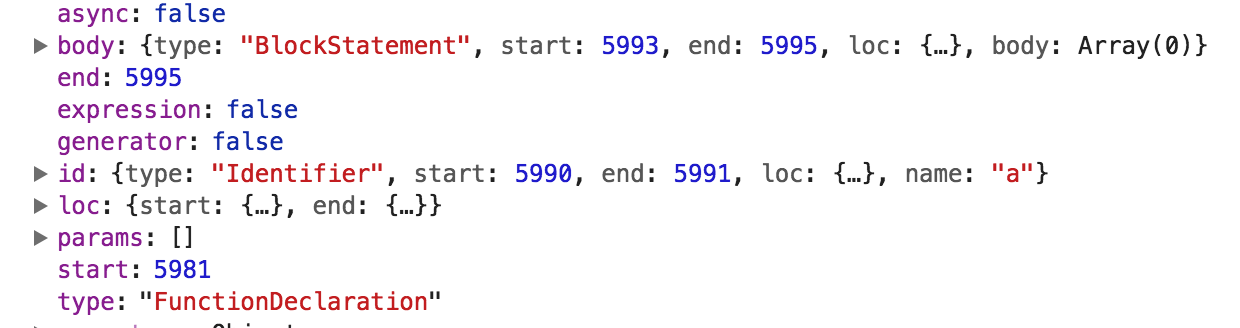 async: false
▶ body: {type: "BlockStatement", start: 5993, end: 5995, loc: {…}, body: Array(0)}
end: 5995
expression: false
generator: false
▶ id: {type: "Identifier", start: 5990, end: 5991, loc: {…}, name: "a"}
▶ loc: {start: {…}, end: {…}}
▶ params: []
start: 5981
type: "FunctionDeclaration"